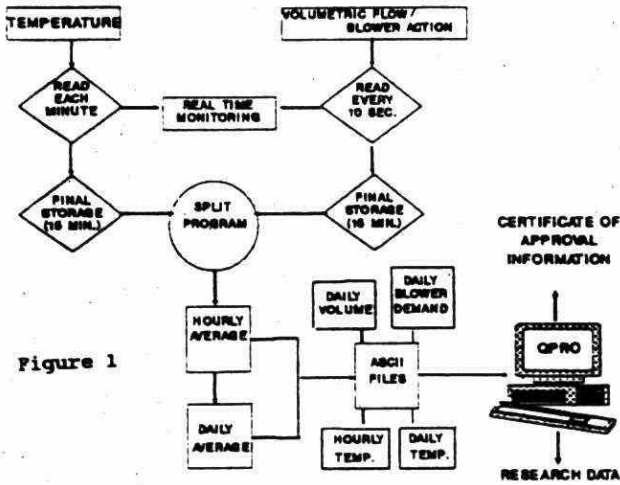 TEMPERATURE
VOLUMETRIC FLOW/
BLOWER ACTION
READ
EACH
MINUTE
REAL TIME
MONITORING
READ
EVERY
10 SEC.
FINAL
STORAGE
(15 MIN.)
SPLIT
PROGRAM
FINAL
STORAGE
(15 MIN.)
CERTIFICATE OF
APPROVAL
INFORMATION
HOURLY
AVERAGE
DAILY
VOLUME
DAILY
BLOWER
DEMAND
QPRO
Figure 1
ASCII
FILES
DAILY
AVERAGE
HOURLY
TEMP.
DAILY
TEMP.
RESEARCH DATA